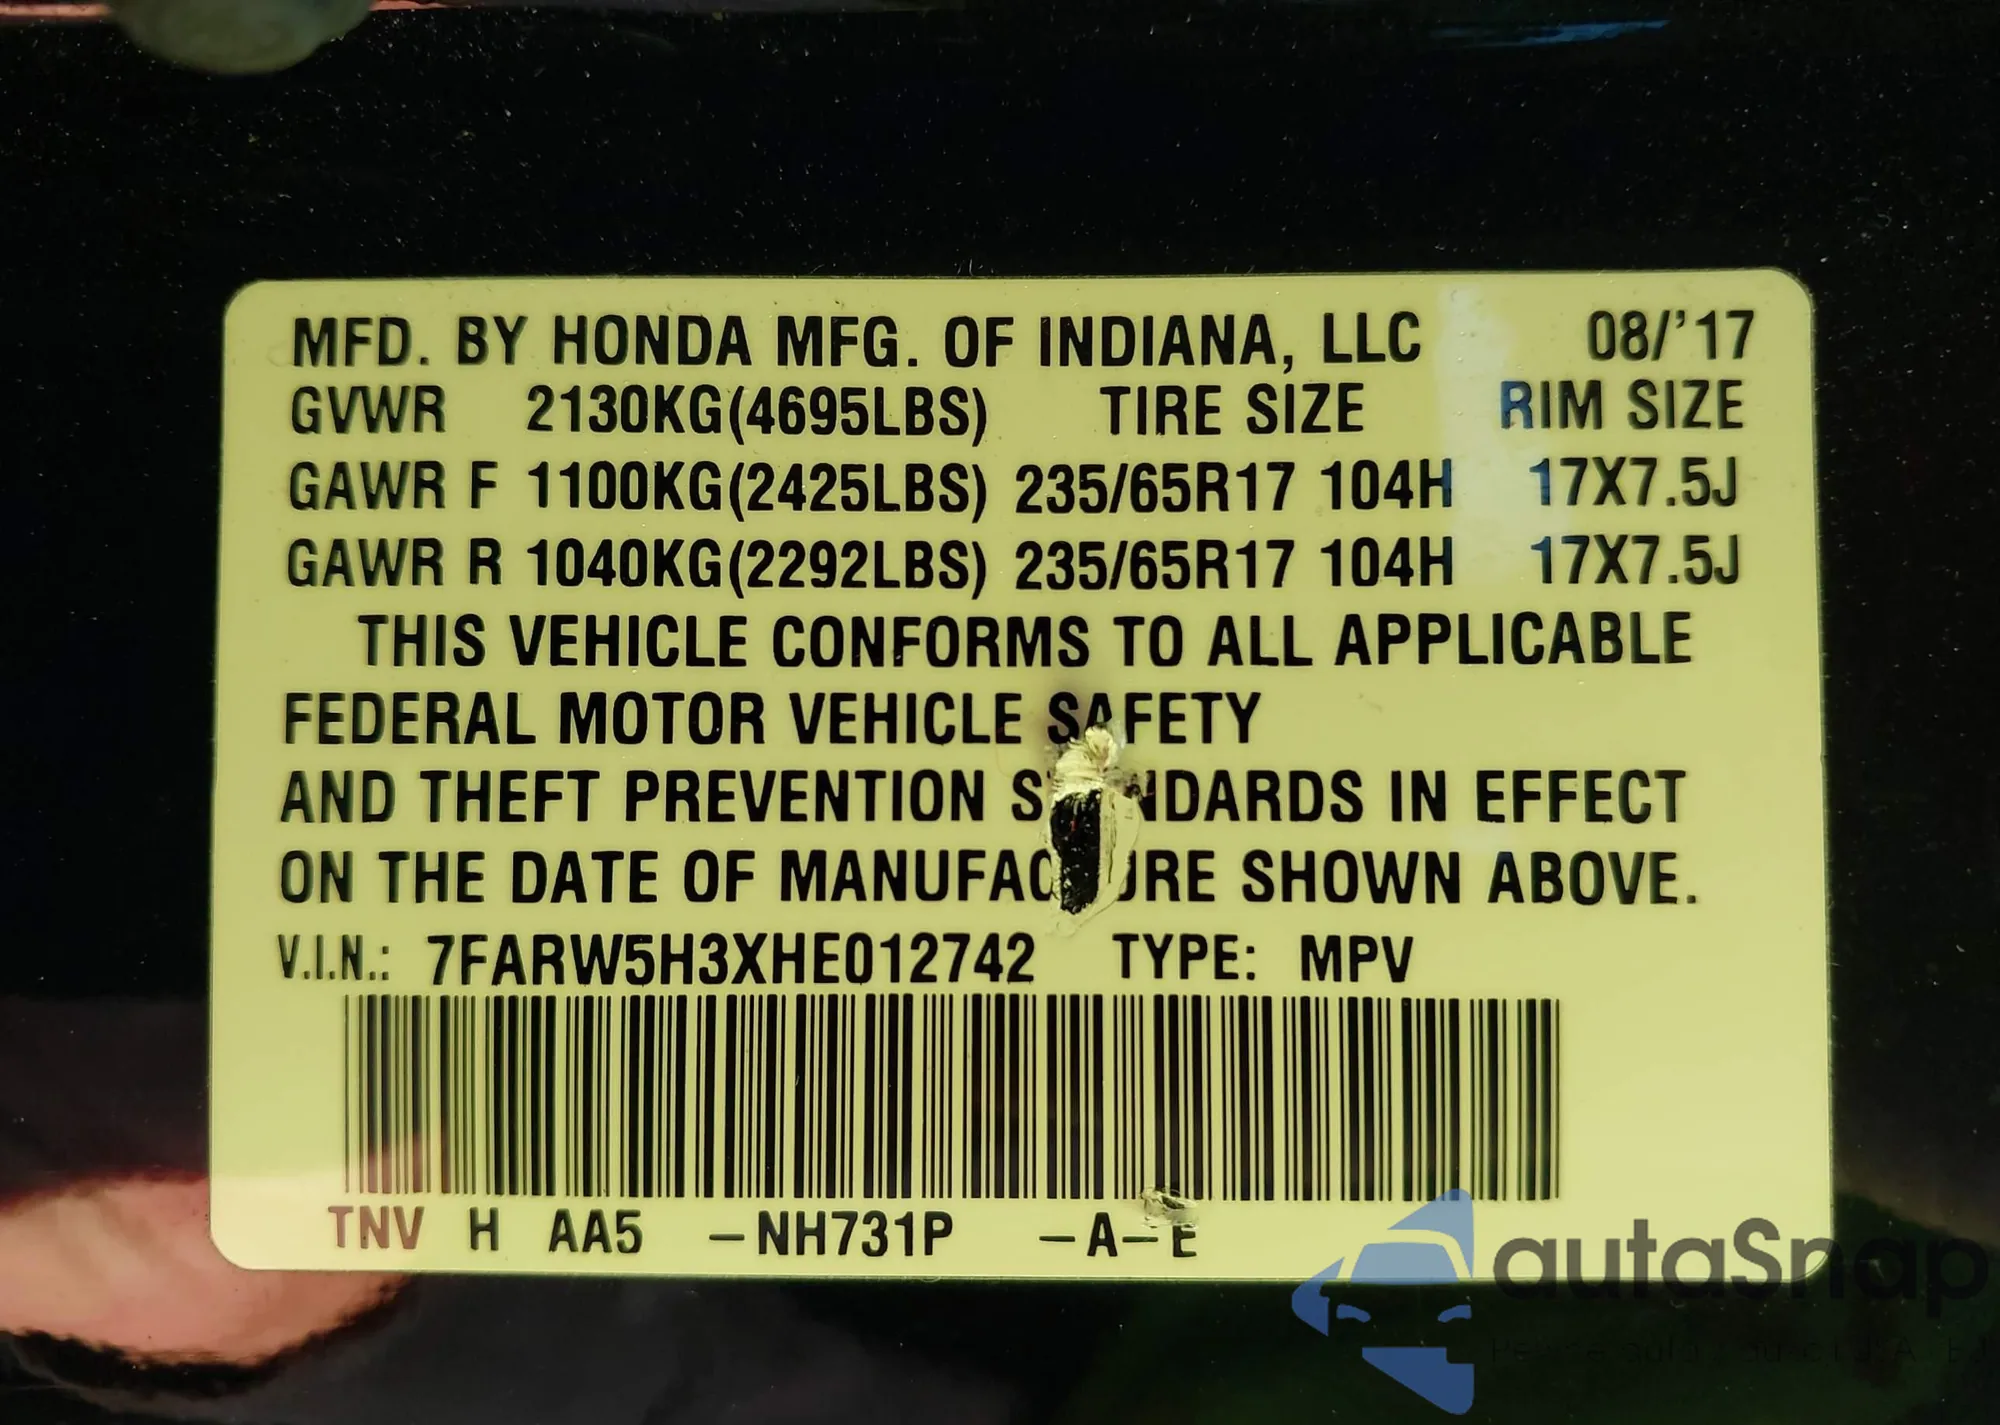 MFD. BY HONDA MFG. OF INDIANA, LLC 08/'17
GVWR 2130KG(4695LBS) TIRE SIZE RIM SIZE
GAWR F 1100KG(2425LBS) 235/65R17 104H 17X7.5J
GAWR R 1040KG(2292LBS) 235/65R17 104H 17X7.5J
THIS VEHICLE CONFORMS TO ALL APPLICABLE
FEDERAL MOTOR VEHICLE SAFETY
AND THEFT PREVENTION IN EFFECT
ON THE DATE OF SHOWN ABOVE.
V.I.N.: 7FARW5H3XHE012742 TYPE: MPV
TNV H AA5 -NH731P -A-E
autaSnap